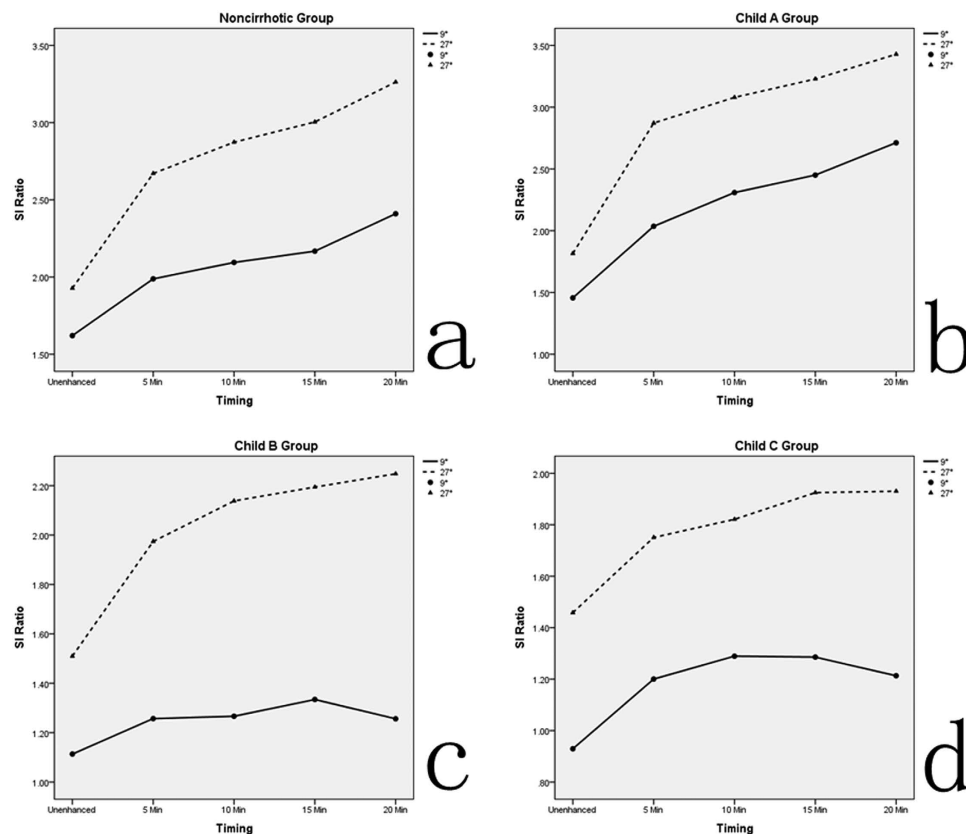 Noncirrhotic Group
3.50
3.00
2.50
2.00
1.50
SI Ratio
Unenhanced 5 Min 10 Min 15 Min 20 Min
Timing
9°
27°
9°
27°
a
Child A Group
3.50
3.00
2.50
2.00
1.50
1.00
SI Ratio
Unenhanced 5 Min 10 Min 15 Min 20 Min
Timing
9°
27°
9°
27°
b
Child B Group
2.20
2.00
1.80
1.60
1.40
1.20
1.00
SI Ratio
Unenhanced 5 Min 10 Min 15 Min 20 Min
Timing
9°
27°
9°
27°
c
Child C Group
2.00
1.80
1.60
1.40
1.20
1.00
.80
SI Ratio
Unenhanced 5 Min 10 Min 15 Min 20 Min
Timing
9°
27°
9°
27°
d